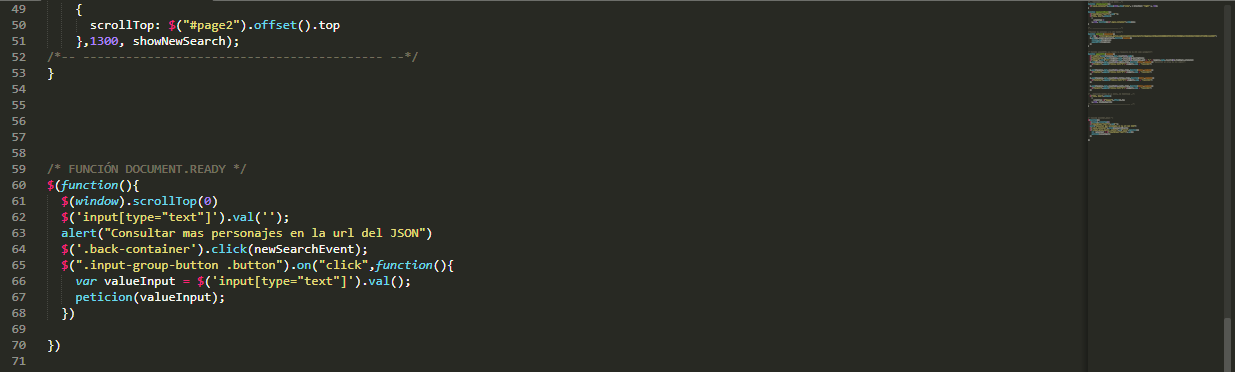 49 {
50 scrollTop: $("#page2").offset().top
51 },1300, showNewSearch);
52 /*-- ------------------------------------------ --*/
53 }
54
55
56
57
58
59 /* FUNCIÓN DOCUMENT.READY */
60 $(function(){
61 $(window).scrollTop(0)
62 $('input[type="text"]').val('');
63 alert("Consultar mas personajes en la url del JSON")
64 $('.back-container').click(newSearchEvent);
65 $(".input-group-button .button").on("click",function(){
66 var valueInput = $('input[type="text"]').val();
67 peticion(valueInput);
68 })
69
70 })
71